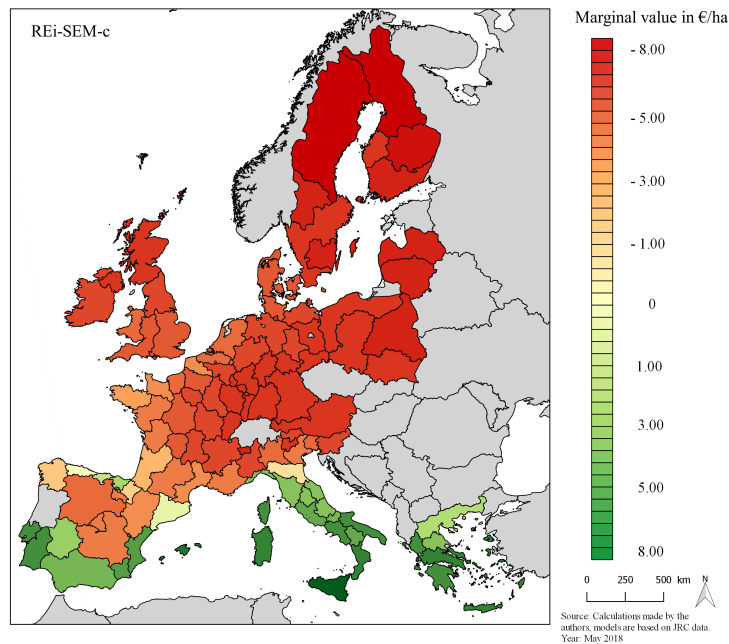 REi-SEM-c
Marginal value in €/ha
- 8.00
- 5.00
- 3.00
- 1.00
0
1.00
3.00
5.00
8.00
0 250 500 km
N
Source: Calculations made by the
authors, models are based on JRC data.
Year: May 2018